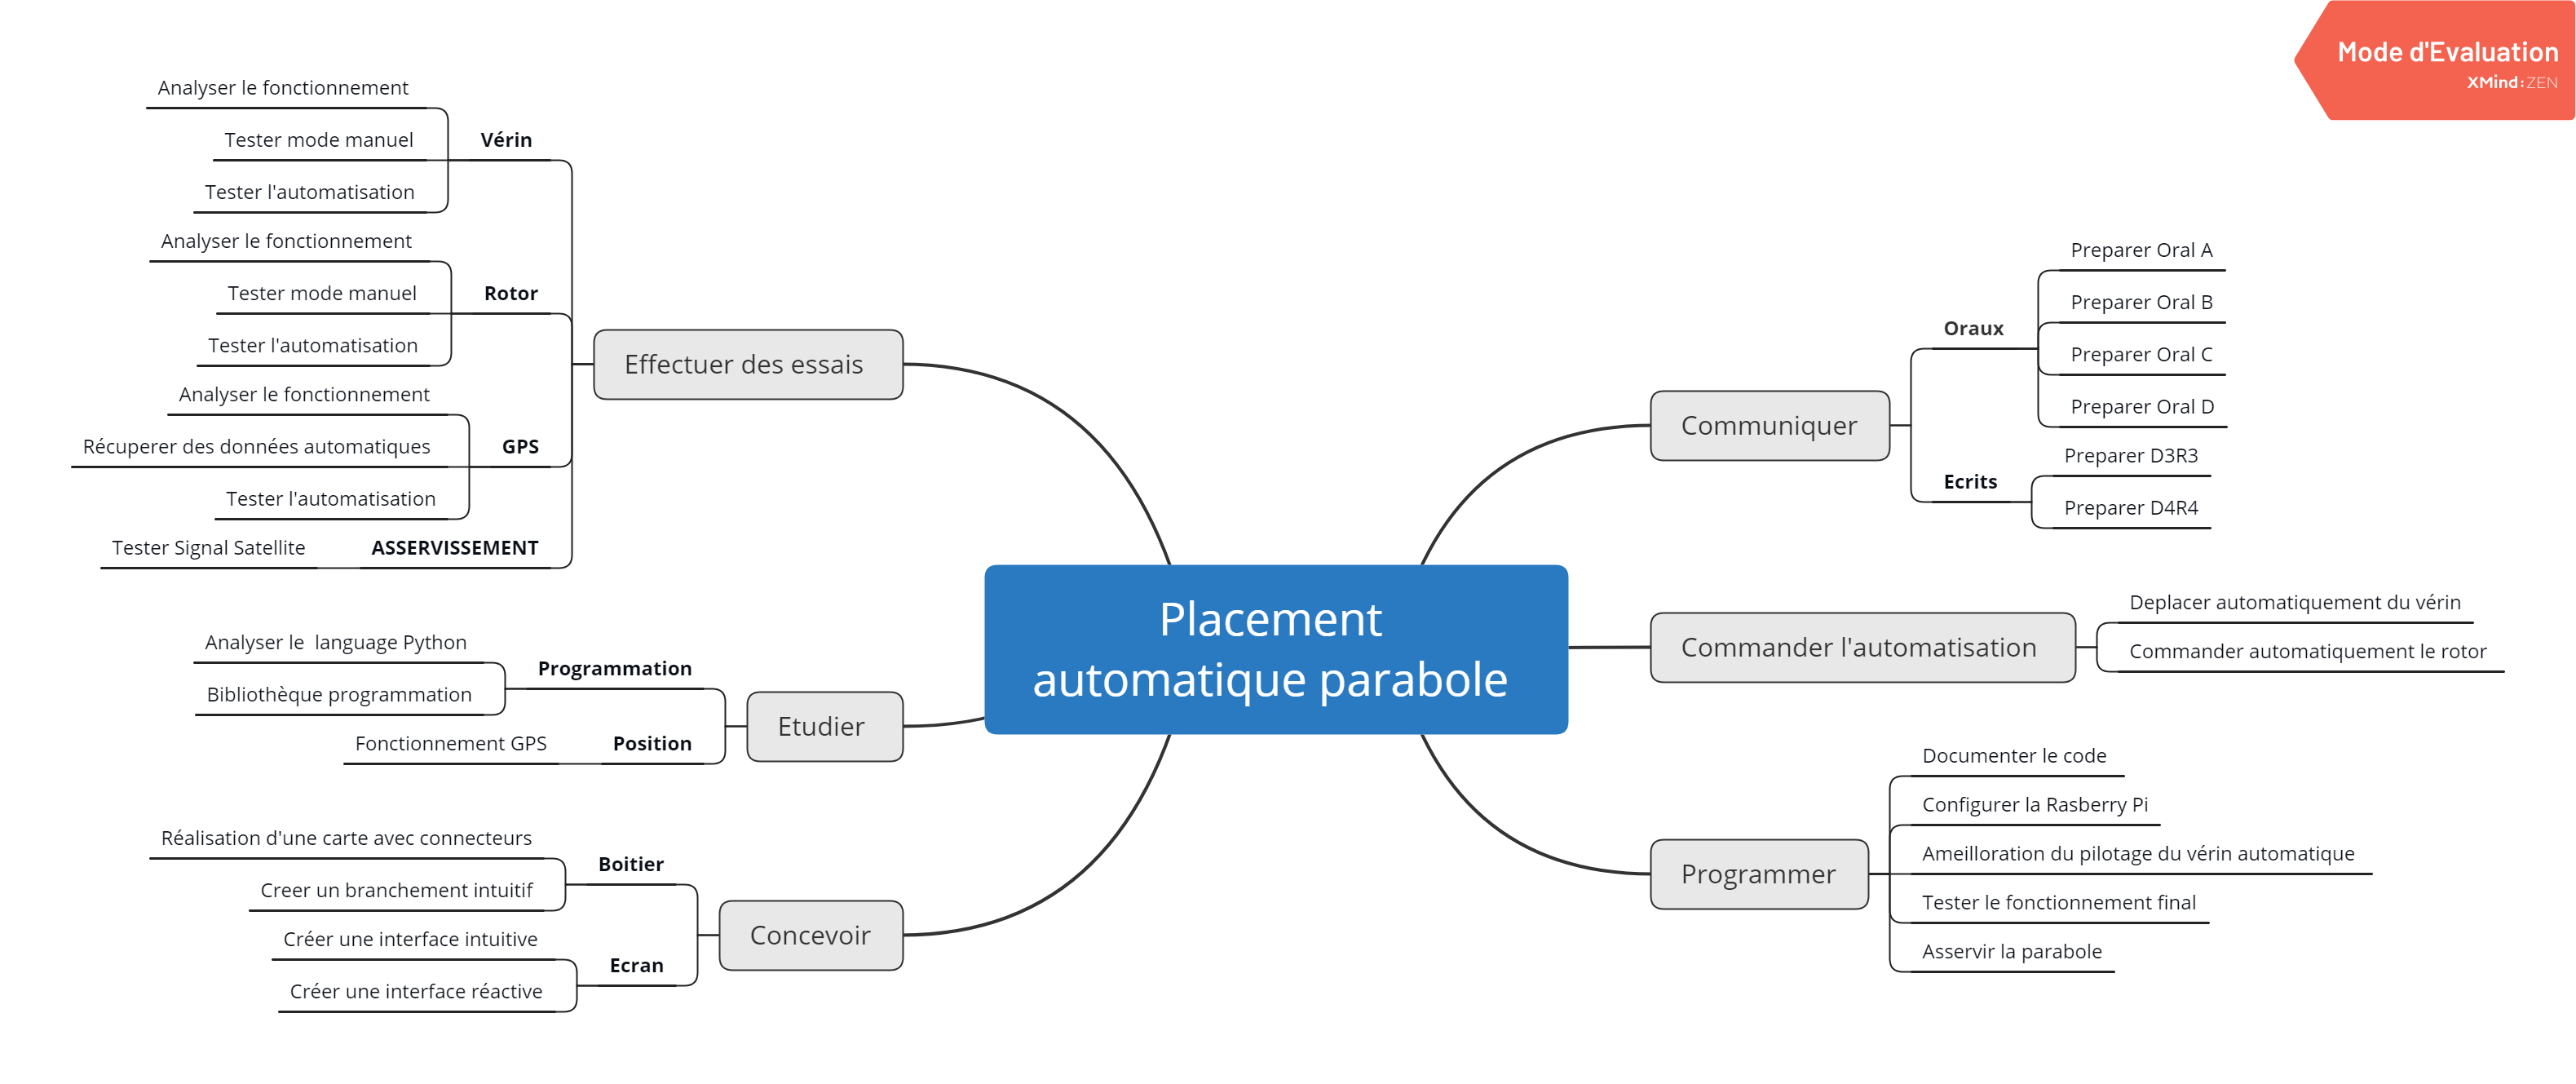 Mode d'Evaluation
XMind:ZEN
Analyser le fonctionnement
Tester mode manuel
Tester l'automatisation
Vérin
Analyser le fonctionnement
Tester mode manuel
Tester l'automatisation
Rotor
Analyser le fonctionnement
Récuperer des données automatiques
Tester l'automatisation
GPS
Tester Signal Satellite
ASSERVISSEMENT
Effectuer des essais
Analyser le  language Python
Bibliothèque programmation
Programmation
Fonctionnement GPS
Position
Etudier
Réalisation d'une carte avec connecteurs
Creer un branchement intuitif
Boitier
Créer une interface intuitive
Créer une interface réactive
Ecran
Concevoir
Placement
automatique parabole
Communiquer
Oraux
Preparer Oral A
Preparer Oral B
Preparer Oral C
Preparer Oral D
Ecrits
Preparer D3R3
Preparer D4R4
Commander l'automatisation
Deplacer automatiquement du vérin
Commander automatiquement le rotor
Programmer
Documenter le code
Configurer la Rasberry Pi
Ameilloration du pilotage du vérin automatique
Tester le fonctionnement final
Asservir la parabole